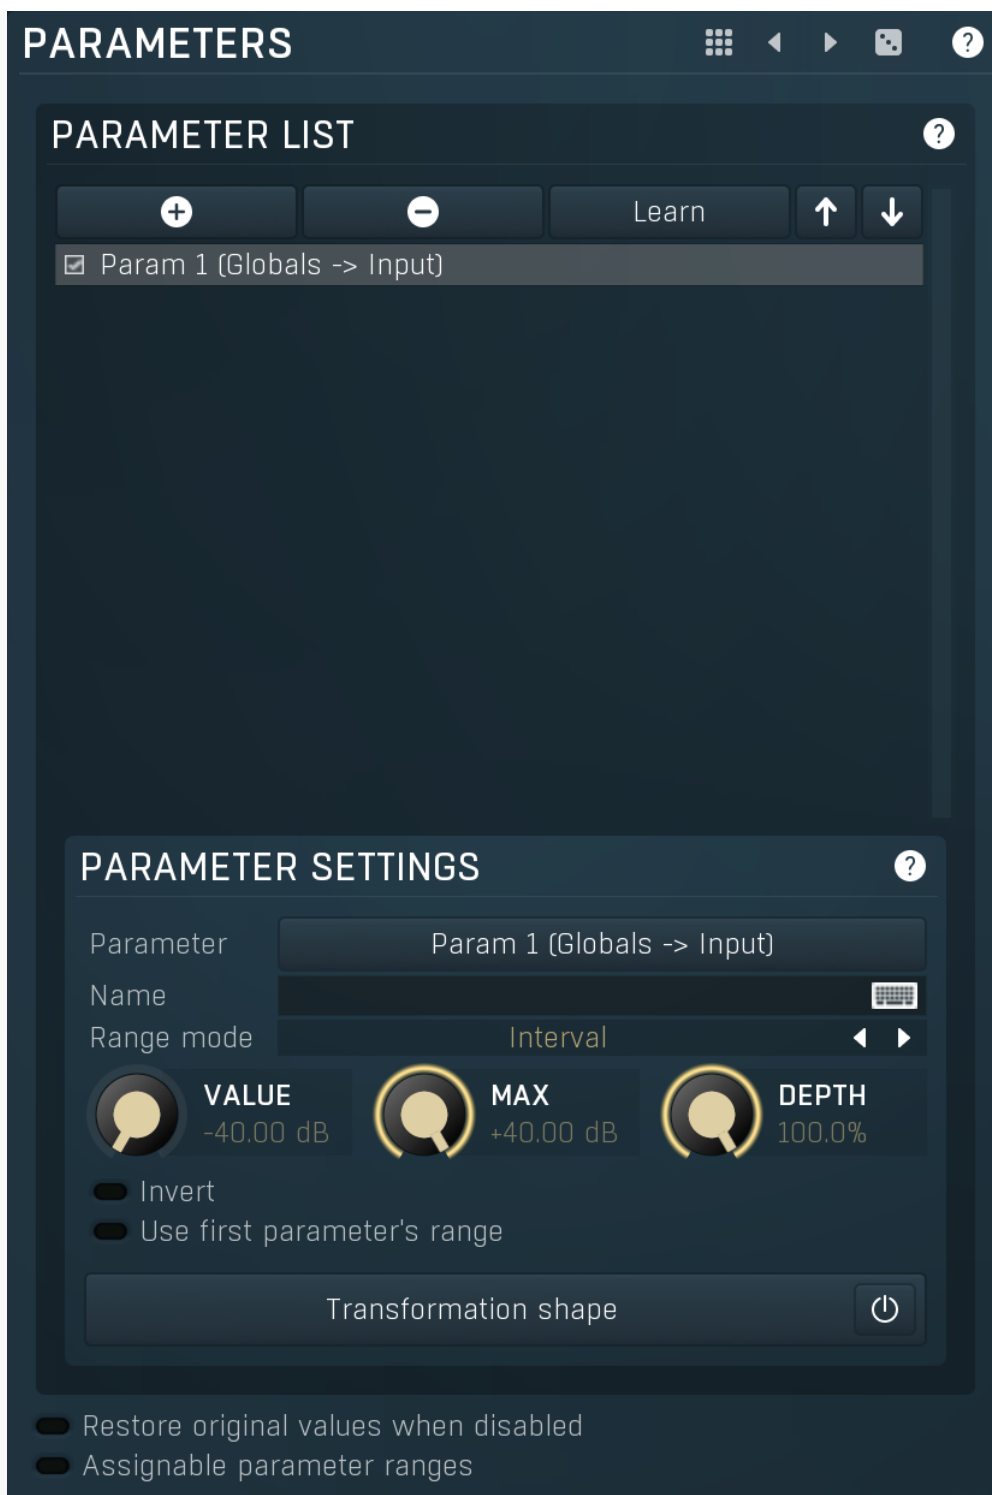 PARAMETERS
?
PARAMETER LIST
?
Learn
Param 1 (Globals -> Input)
PARAMETER SETTINGS
?
Parameter
Param 1 (Globals -> Input)
Name
Range mode
Interval
VALUE
-40.00 dB
MAX
+40.00 dB
DEPTH
100.0%
Invert
Use first parameter's range
Transformation shape
Restore original values when disabled
Assignable parameter ranges